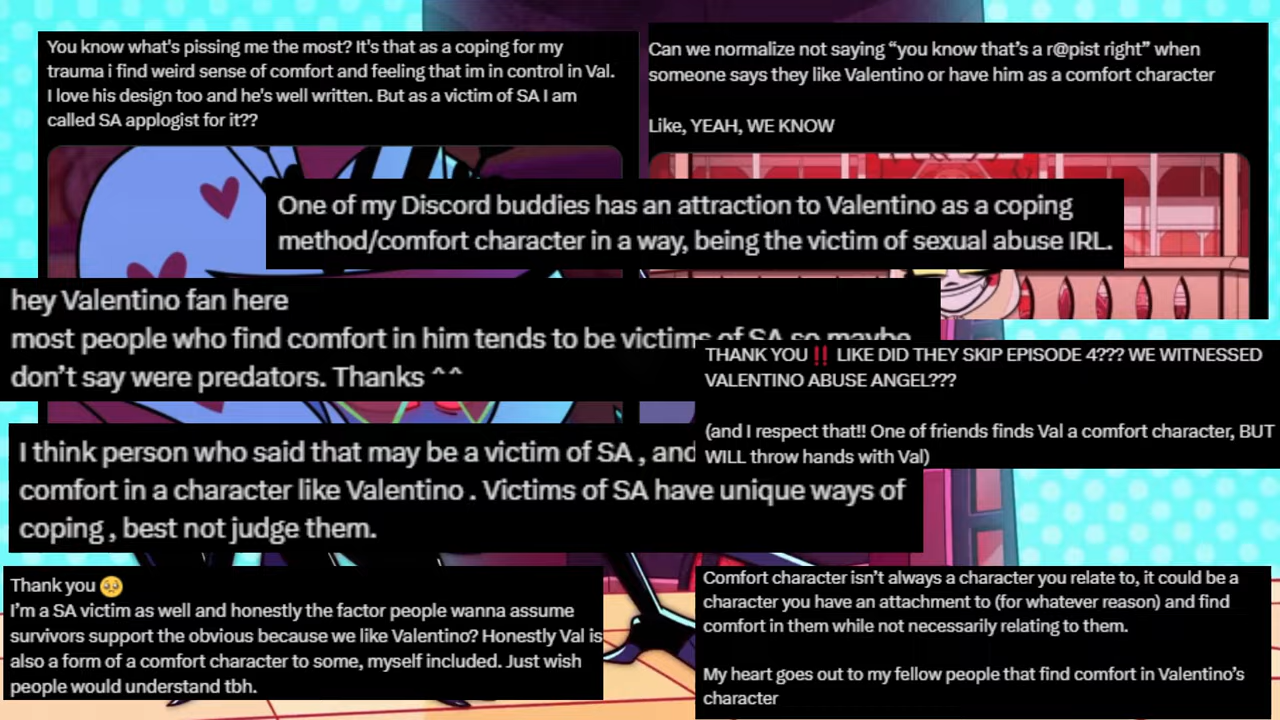 You know what's pissing me the most? It's that as a coping for my
trauma i find weird sense of comfort and feeling that im in control in Val.
I love his design too and he's well written. But as a victim of SA I am
called SA applogist for it??
Can we normalize not saying “you know that’s a r@pist right” when
someone says they like Valentino or have him as a comfort character
Like, YEAH, WE KNOW
One of my Discord buddies has an attraction to Valentino as a coping
method/comfort character in a way, being the victim of sexual abuse IRL.
hey Valentino fan here
most people who find comfort in him tends to be victims of SA so maybe
don’t say were predators. Thanks ^^
THANK YOU ‼️ LIKE DID THEY SKIP EPISODE 4??? WE WITNESSED
VALENTINO ABUSE ANGEL???
(and I respect that!! One of friends finds Val a comfort character, BUT
WILL throw hands with Val)
I think person who said that may be a victim of SA , and
comfort in a character like Valentino . Victims of SA have unique ways of
coping , best not judge them.
Thank you 🥺
I’m a SA victim as well and honestly the factor people wanna assume
survivors support the obvious because we like Valentino? Honestly Val is
also a form of a comfort character to some, myself included. Just wish
people would understand tbh.
Comfort character isn’t always a character you relate to, it could be a
character you have an attachment to (for whatever reason) and find
comfort in them while not necessarily relating to them.
My heart goes out to my fellow people that find comfort in Valentino’s
character